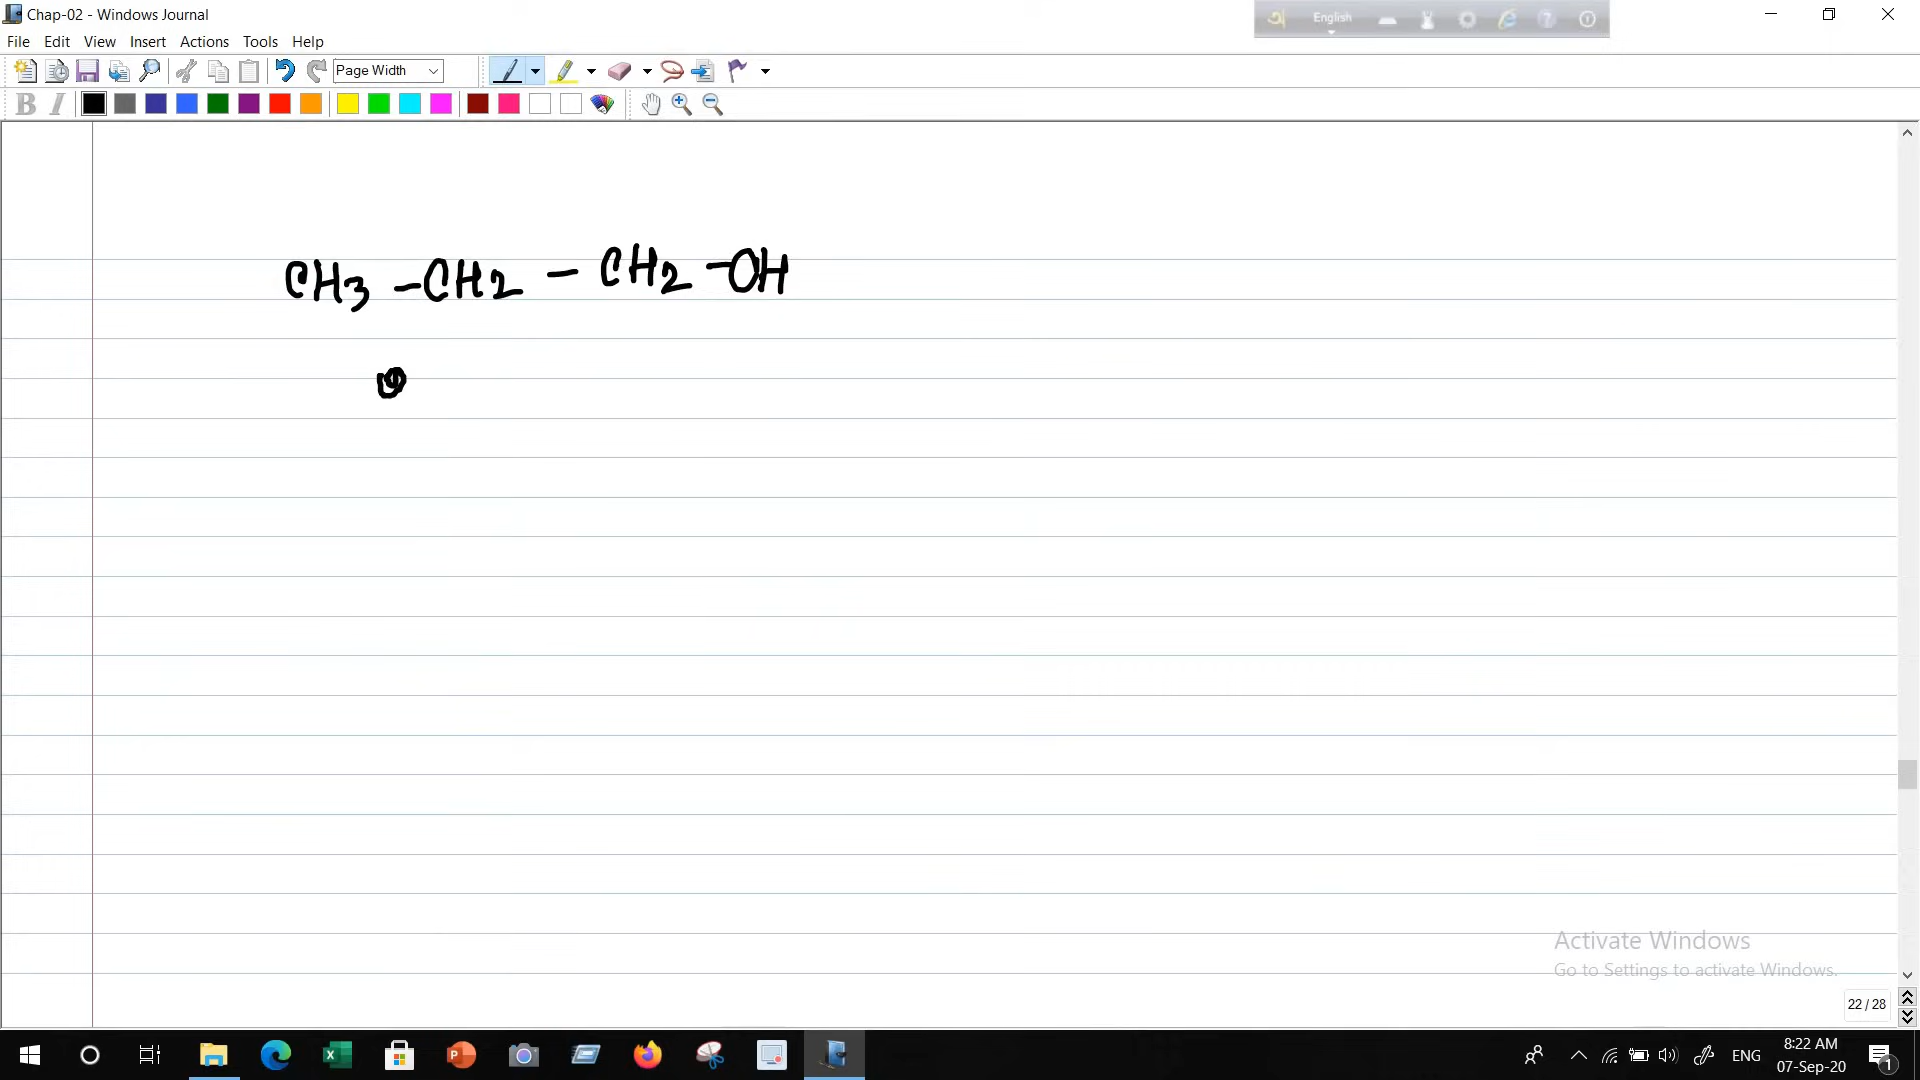 Chap-02 - Windows Journal
English
File Edit View Insert Actions Tools Help
Page Width
B I
CH3 -CH2 - CH2 -OH
Activate Windows
Go to Settings to activate Windows.
22 / 28
8:22 AM
ENG
07-Sep-20
1